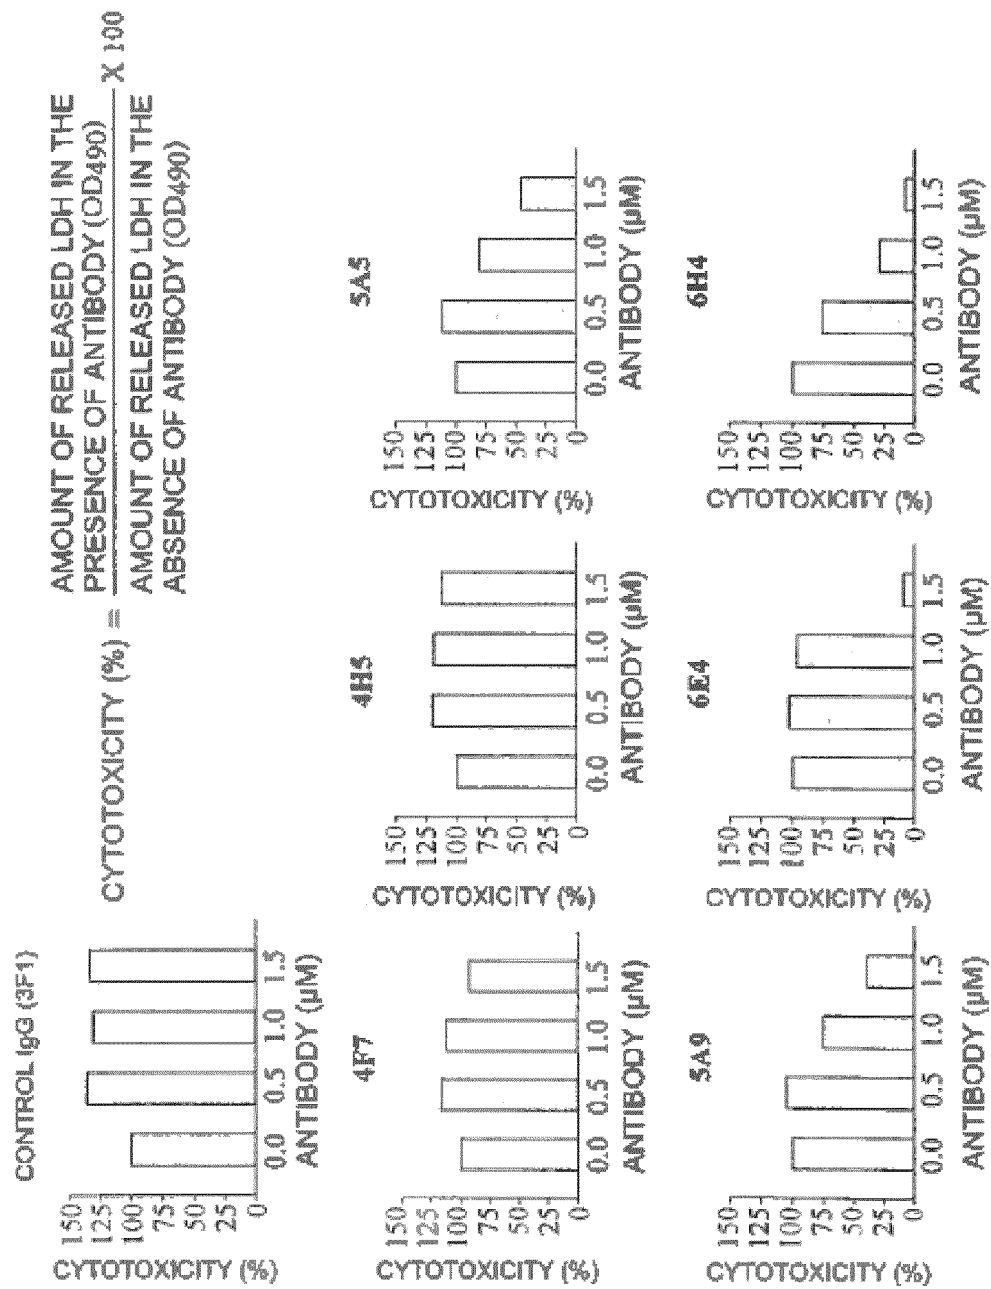 CONTROL IgG (3F1)
CYTOTOXICITY (%)
150
125
100
75
50
25
0
0.0 0.5 1.0 1.5
ANTIBODY (µM)
CYTOTOXICITY (%) =
AMOUNT OF RELEASED LDH IN THE
PRESENCE OF ANTIBODY (OD490)
AMOUNT OF RELEASED LDH IN THE
ABSENCE OF ANTIBODY (OD490)
X 100
4F7
CYTOTOXICITY (%)
150
125
100
75
50
25
0
0.0 0.5 1.0 1.5
ANTIBODY (µM)
4H5
CYTOTOXICITY (%)
150
125
100
75
50
25
0
0.0 0.5 1.0 1.5
ANTIBODY (µM)
5A5
CYTOTOXICITY (%)
150
125
100
75
50
25
0
0.0 0.5 1.0 1.5
ANTIBODY (µM)
5A9
CYTOTOXICITY (%)
150
125
100
75
50
25
0
0.0 0.5 1.0 1.5
ANTIBODY (µM)
6E4
CYTOTOXICITY (%)
150
125
100
75
50
25
0
0.0 0.5 1.0 1.5
ANTIBODY (µM)
6H4
CYTOTOXICITY (%)
150
125
100
75
50
25
0
0.0 0.5 1.0 1.5
ANTIBODY (µM)